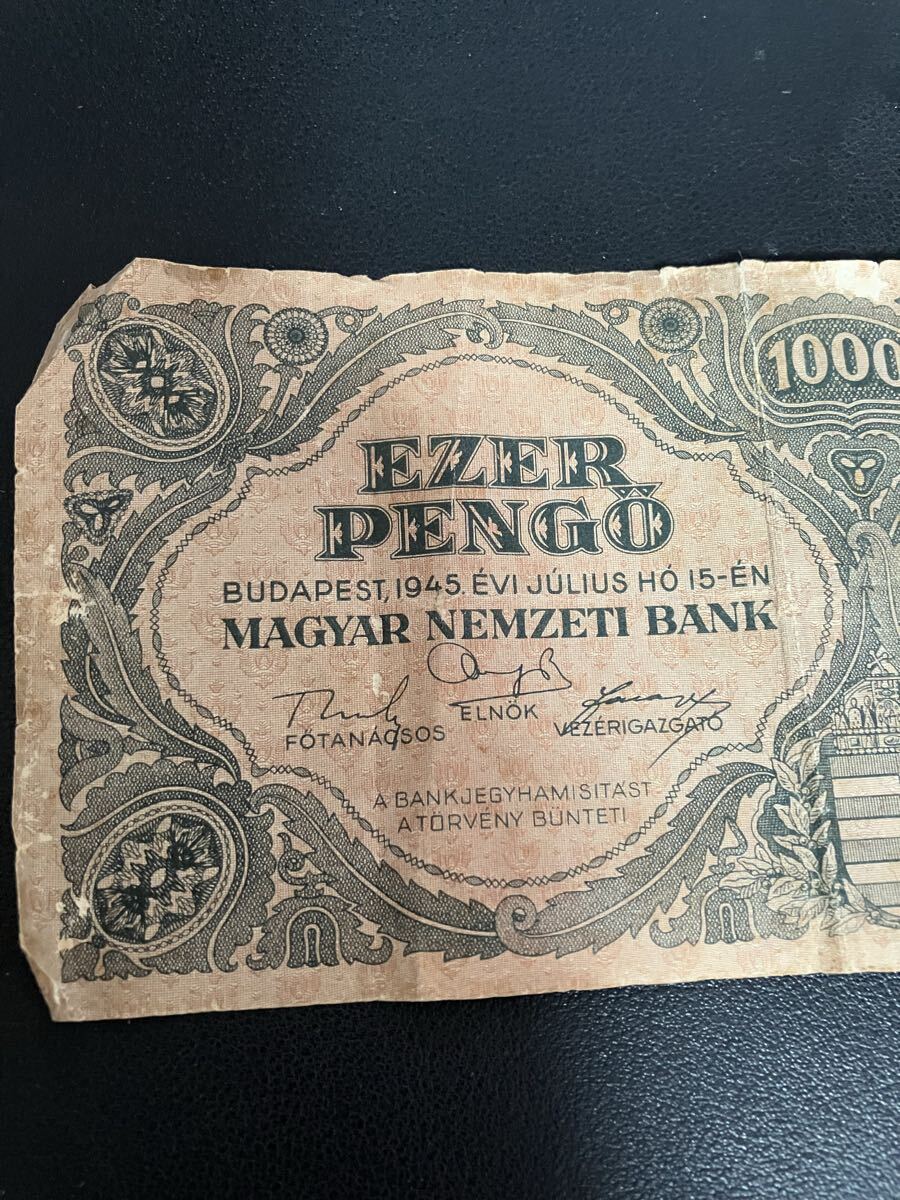 1000
EZER
PENGŐ
BUDAPEST, 1945. ÉVI JÚLIUS HÓ 15-ÉN
MAGYAR NEMZETI BANK
FŐTANÁCSOS ELNÖK VEZÉRIGAZGATÓ
A BANKJEGYHAMISITÁST
A TÖRVÉNY BÜNTETI